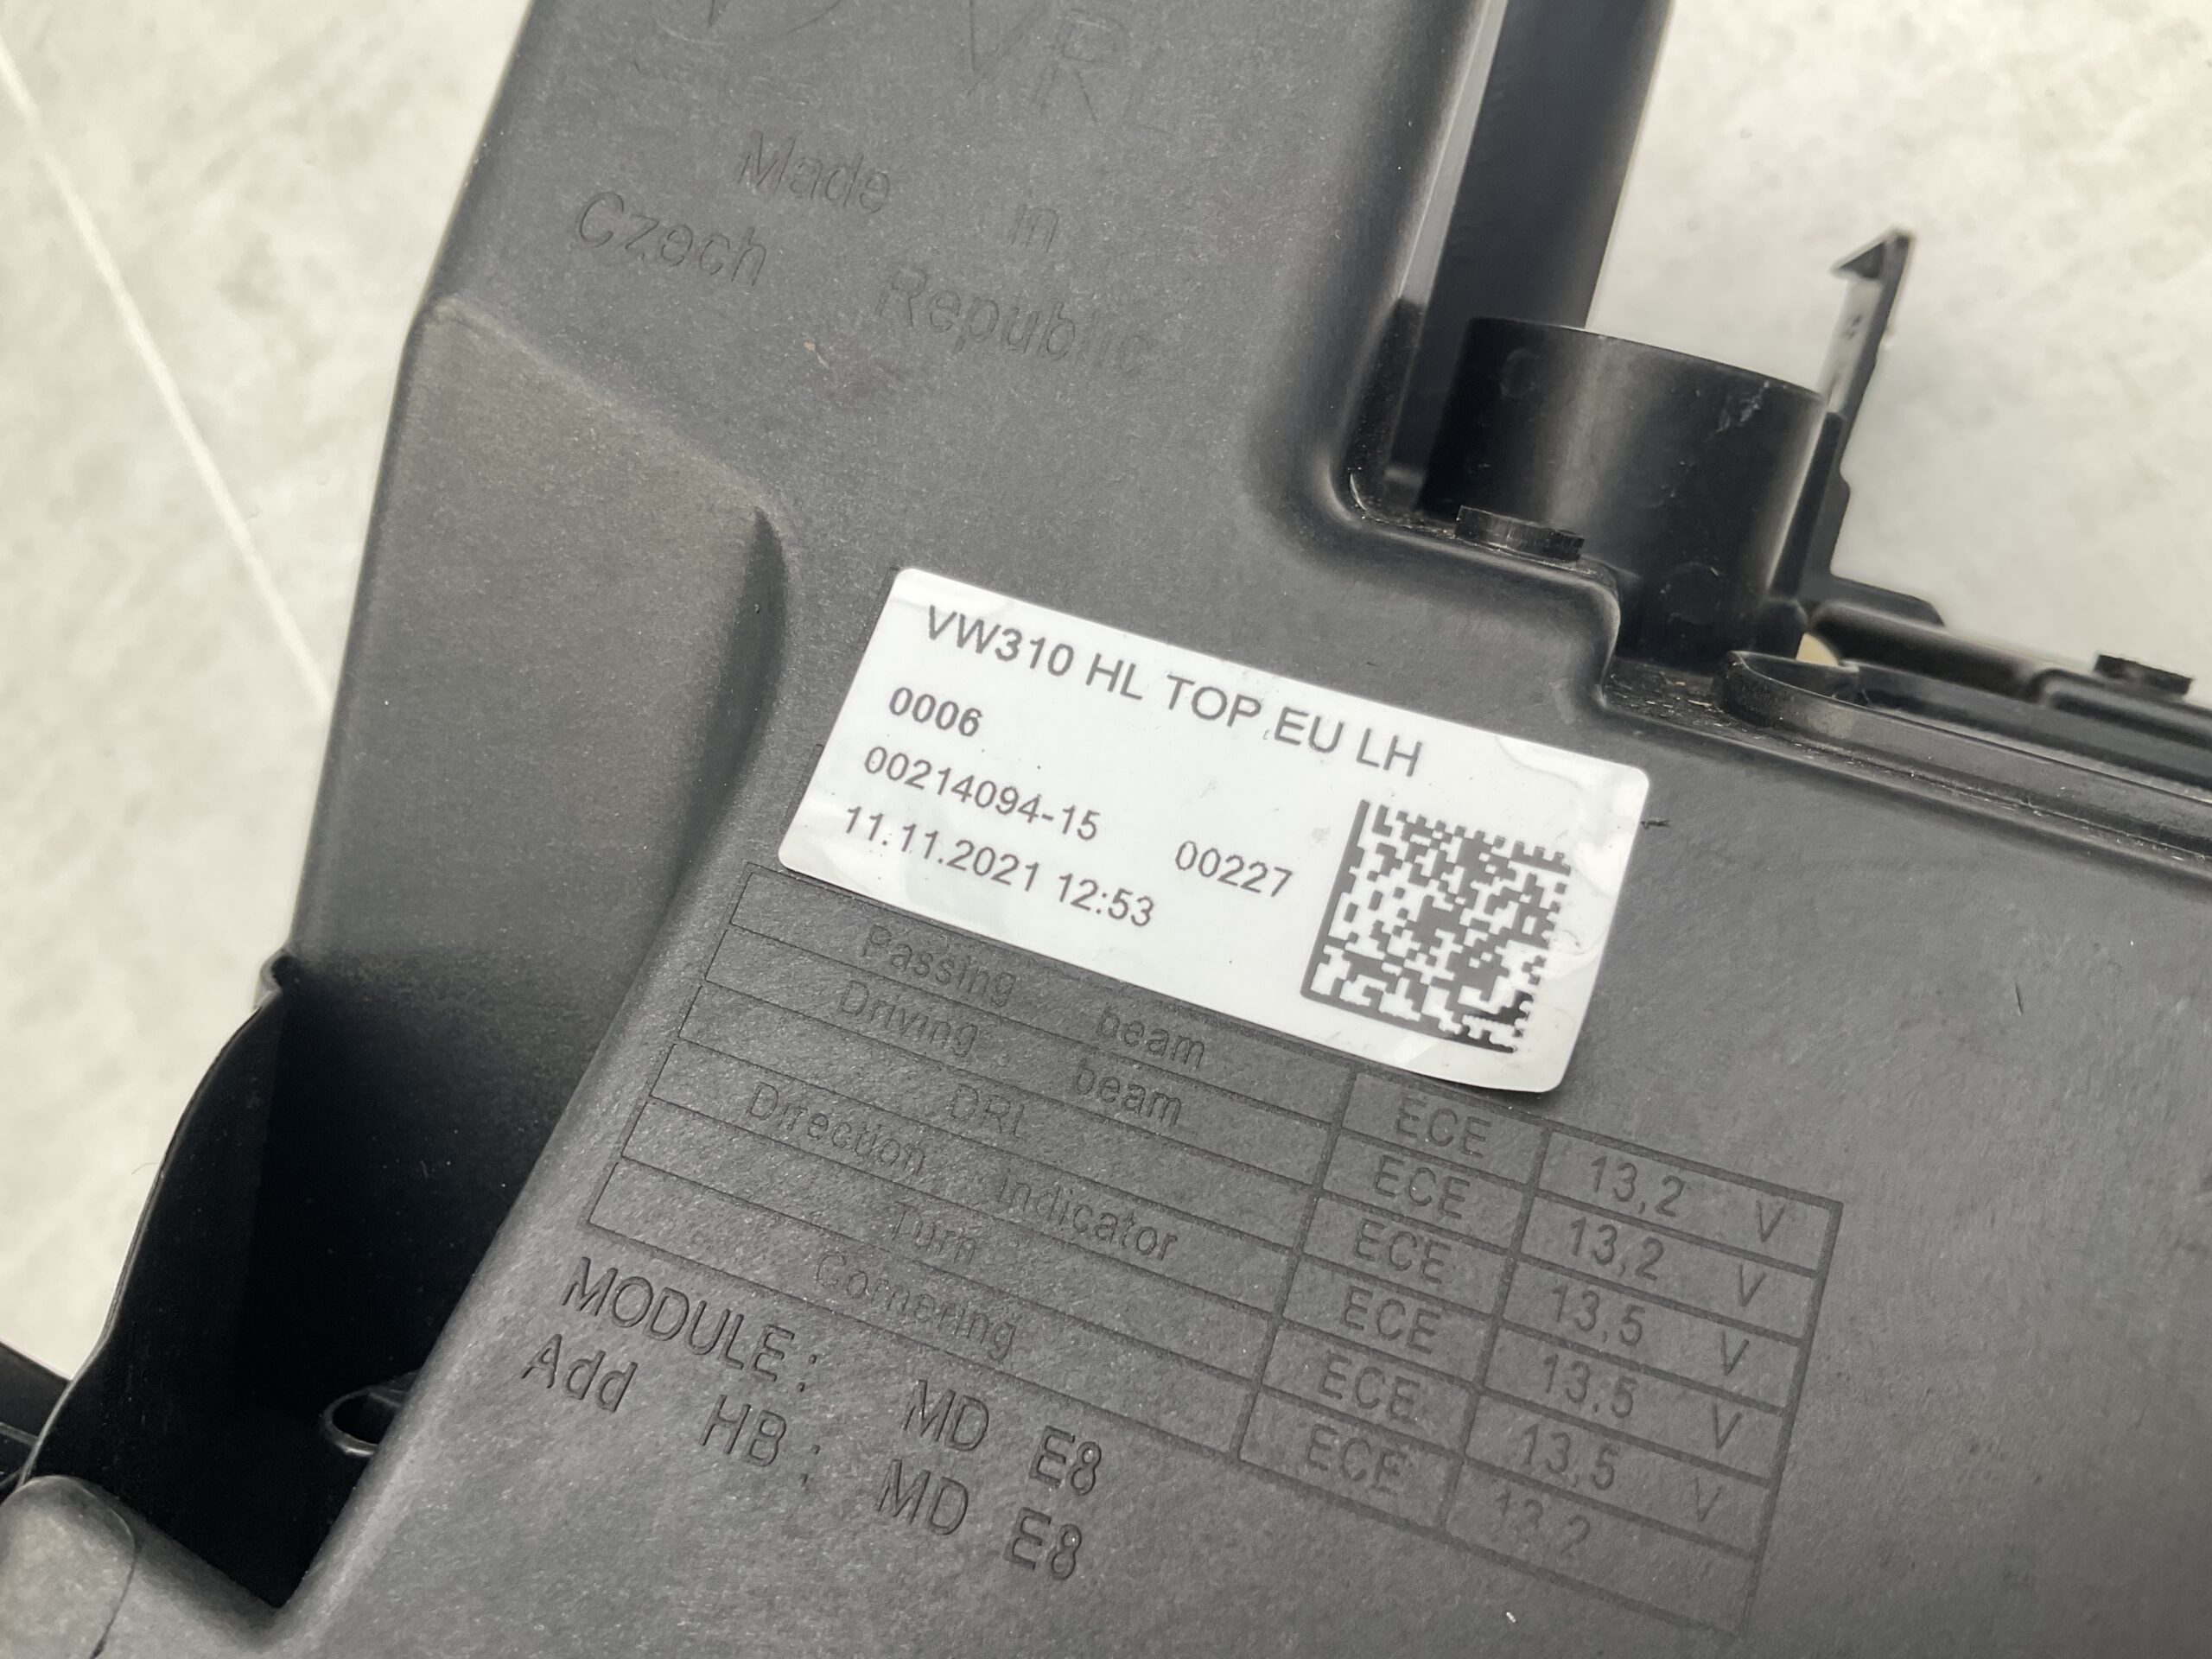 VRL
Made in
Czech Republic
VW310 HL TOP EU LH
0006
00214094-15 00227
11.11.2021 12:53
Passing beam ECE 13,2 V
Driving beam ECE 13,2 V
DRL ECE 13,5 V
Direction indicator ECE 13,5 V
Turn ECE 13,5 V
Cornering ECE 13,2
MODULE: MD E8
Add HB: MD E8